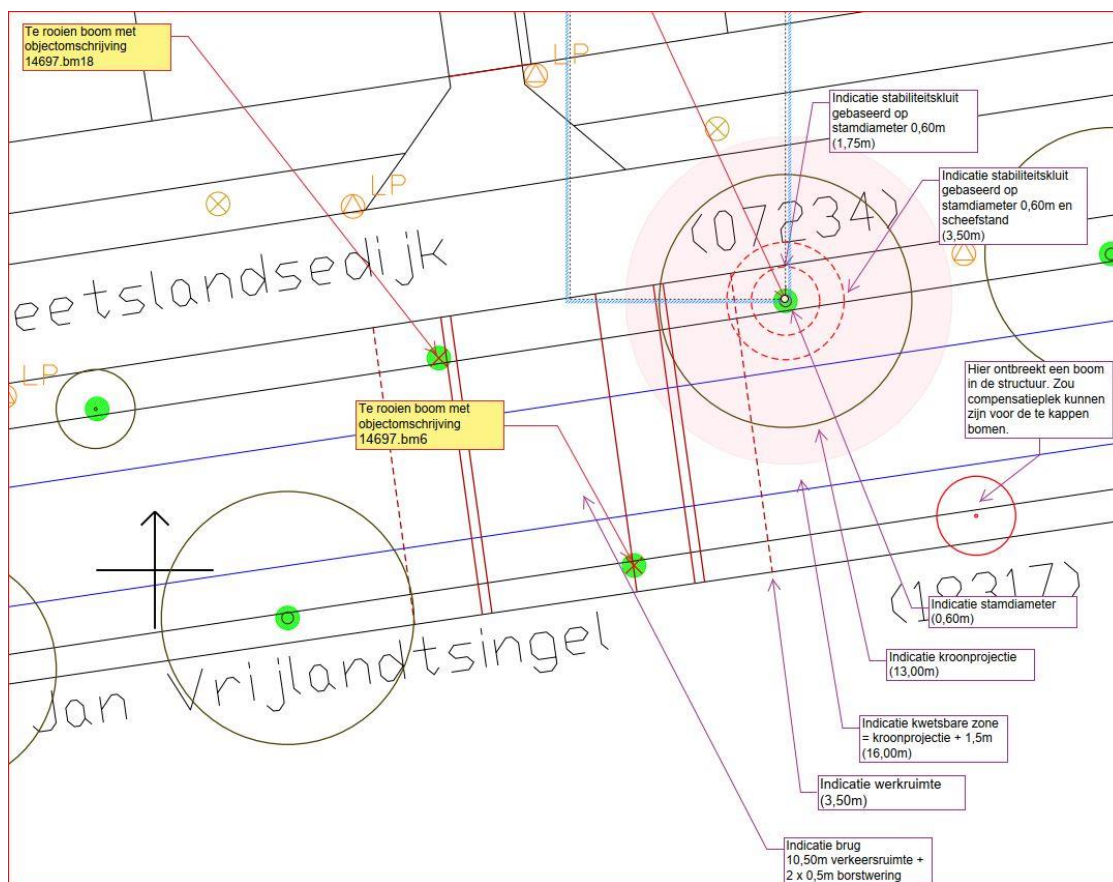 Te rooien boom met
objectomschrijving
14697.bm18
LP
Indicatie stabiliteitskluit
gebaseerd op
stamdiameter 0,60m
(1,75m)
LP
Indicatie stabiliteitskluit
gebaseerd op
stamdiameter 0,60m en
scheefstand
(3,50m)
(07234)
eetslandsedijk
LP
Hier ontbreekt een boom
in de structuur. Zou
compensatieplek kunnen
zijn voor de te kappen
bomen.
Te rooien boom met
objectomschrijving
14697.bm6
(19317)
Indicatie stamdiameter
(0,60m)
Jan Vrijlandtsingel
Indicatie kroonprojectie
(13,00m)
Indicatie kwetsbare zone
= kroonprojectie + 1,5m
(16,00m)
Indicatie werkruimte
(3,50m)
Indicatie brug
10,50m verkeersruimte +
2 x 0,5m borstwering